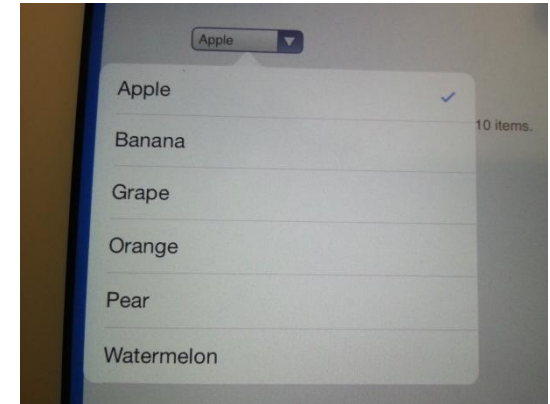 Apple
Apple
10 items.
Banana
Grape
Orange
Pear
Watermelon